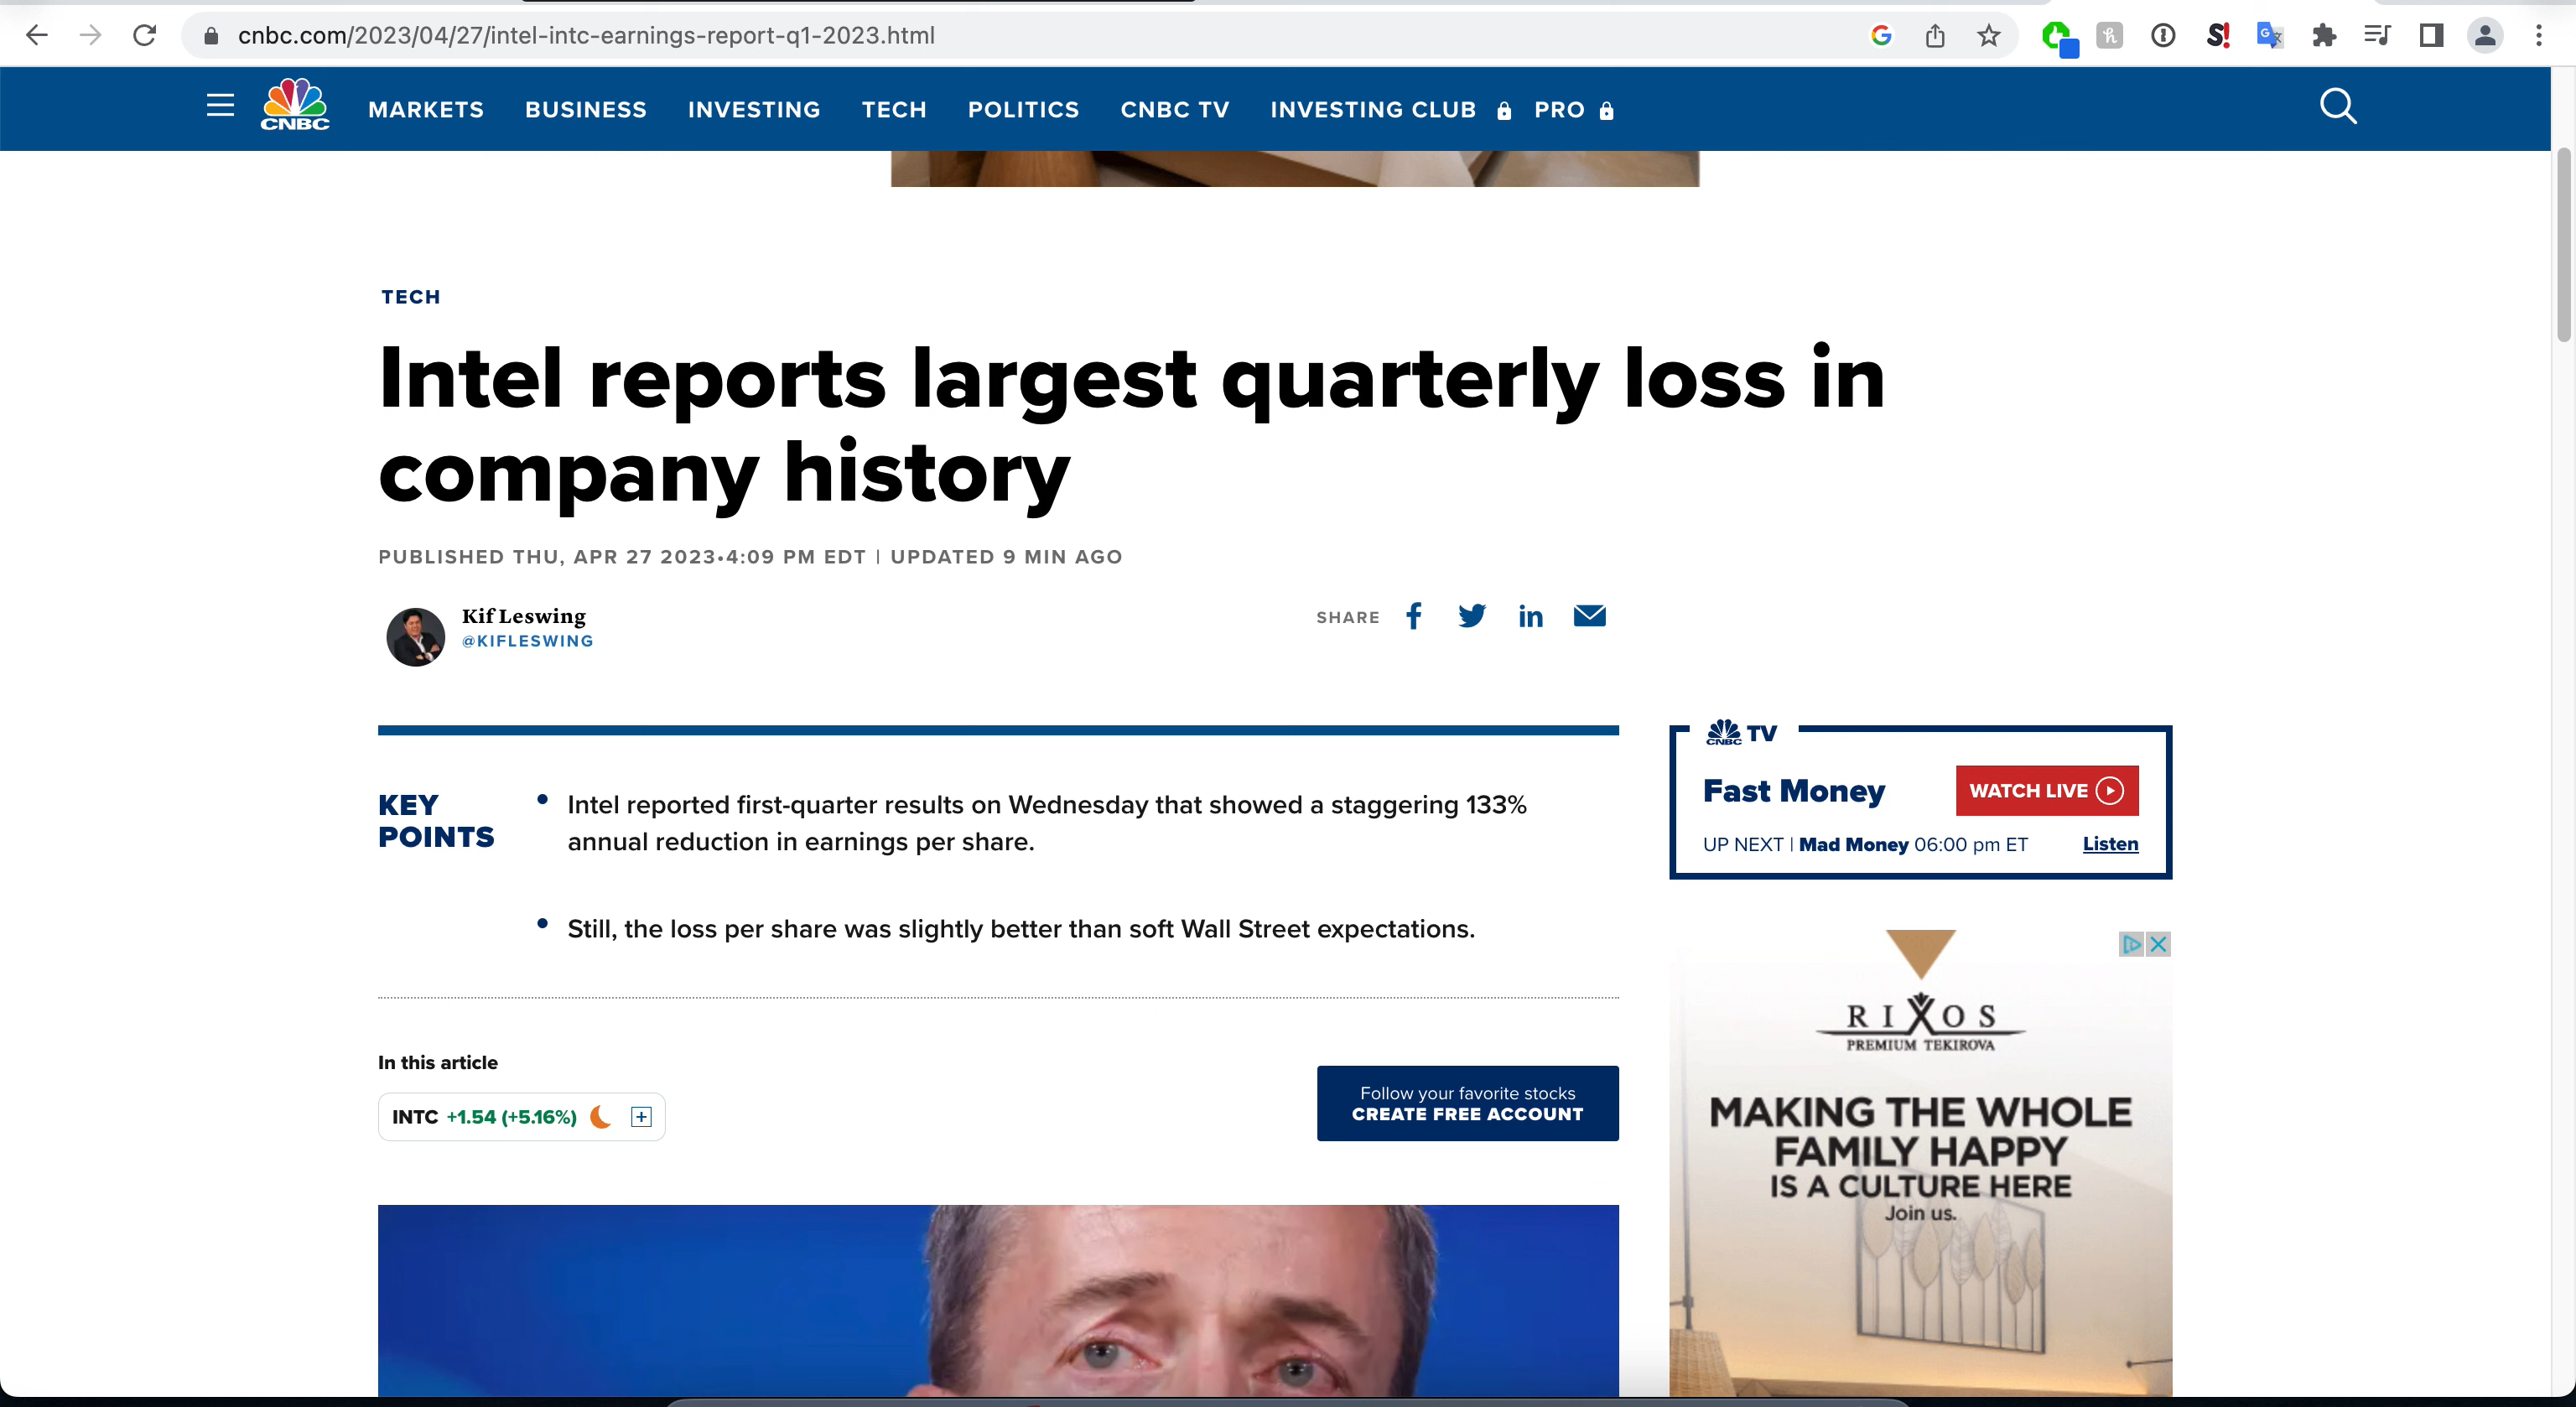 cnbc.com/2023/04/27/intel-intc-earnings-report-q1-2023.html
CNBC
MARKETS BUSINESS INVESTING TECH POLITICS CNBC TV INVESTING CLUB PRO
TECH
Intel reports largest quarterly loss in
company history
PUBLISHED THU, APR 27 2023•4:09 PM EDT | UPDATED 9 MIN AGO
Kif Leswing
@KIFLESWING
SHARE
KEY
POINTS
• Intel reported first-quarter results on Wednesday that showed a staggering 133%
annual reduction in earnings per share.
• Still, the loss per share was slightly better than soft Wall Street expectations.
In this article
INTC +1.54 (+5.16%)
Follow your favorite stocks
CREATE FREE ACCOUNT
CNBC TV
Fast Money
WATCH LIVE
UP NEXT | Mad Money 06:00 pm ET
Listen
RIXOS
PREMIUM TEKIROVA
MAKING THE WHOLE
FAMILY HAPPY
IS A CULTURE HERE
Join us.